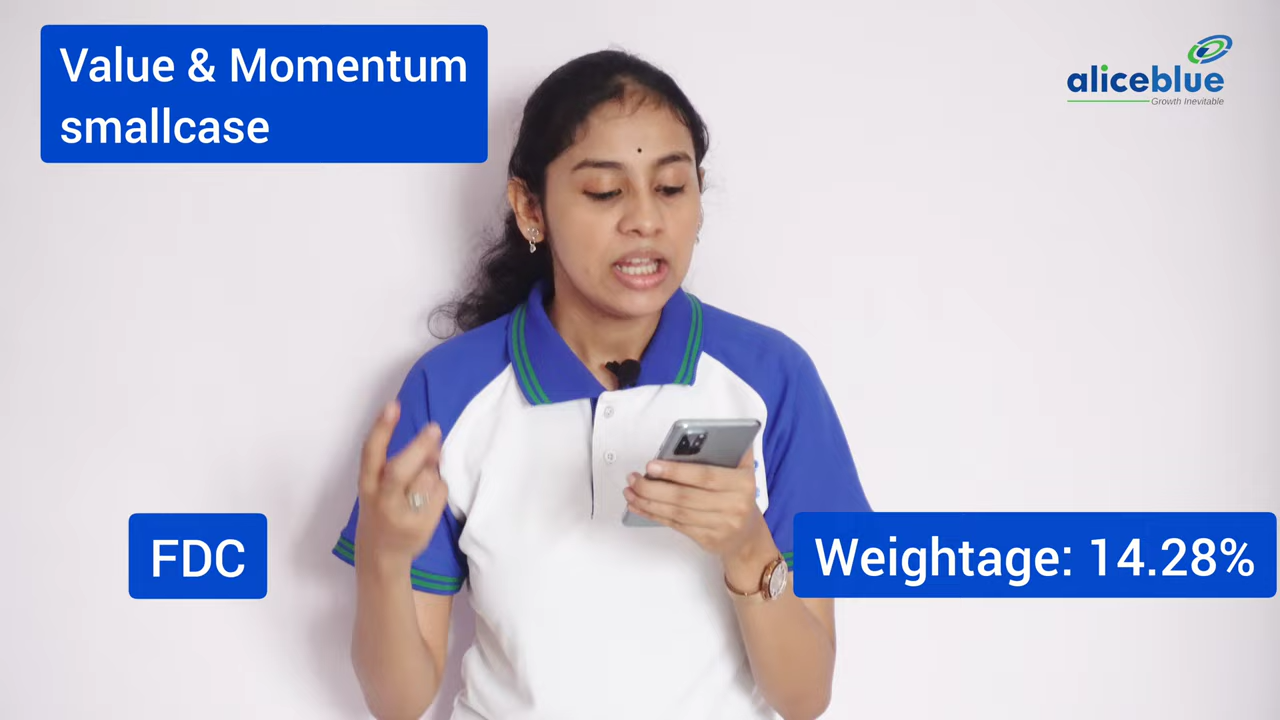 Value & Momentum
smallcase
aliceblue
Growth Inevitable
FDC
Weightage: 14.28%